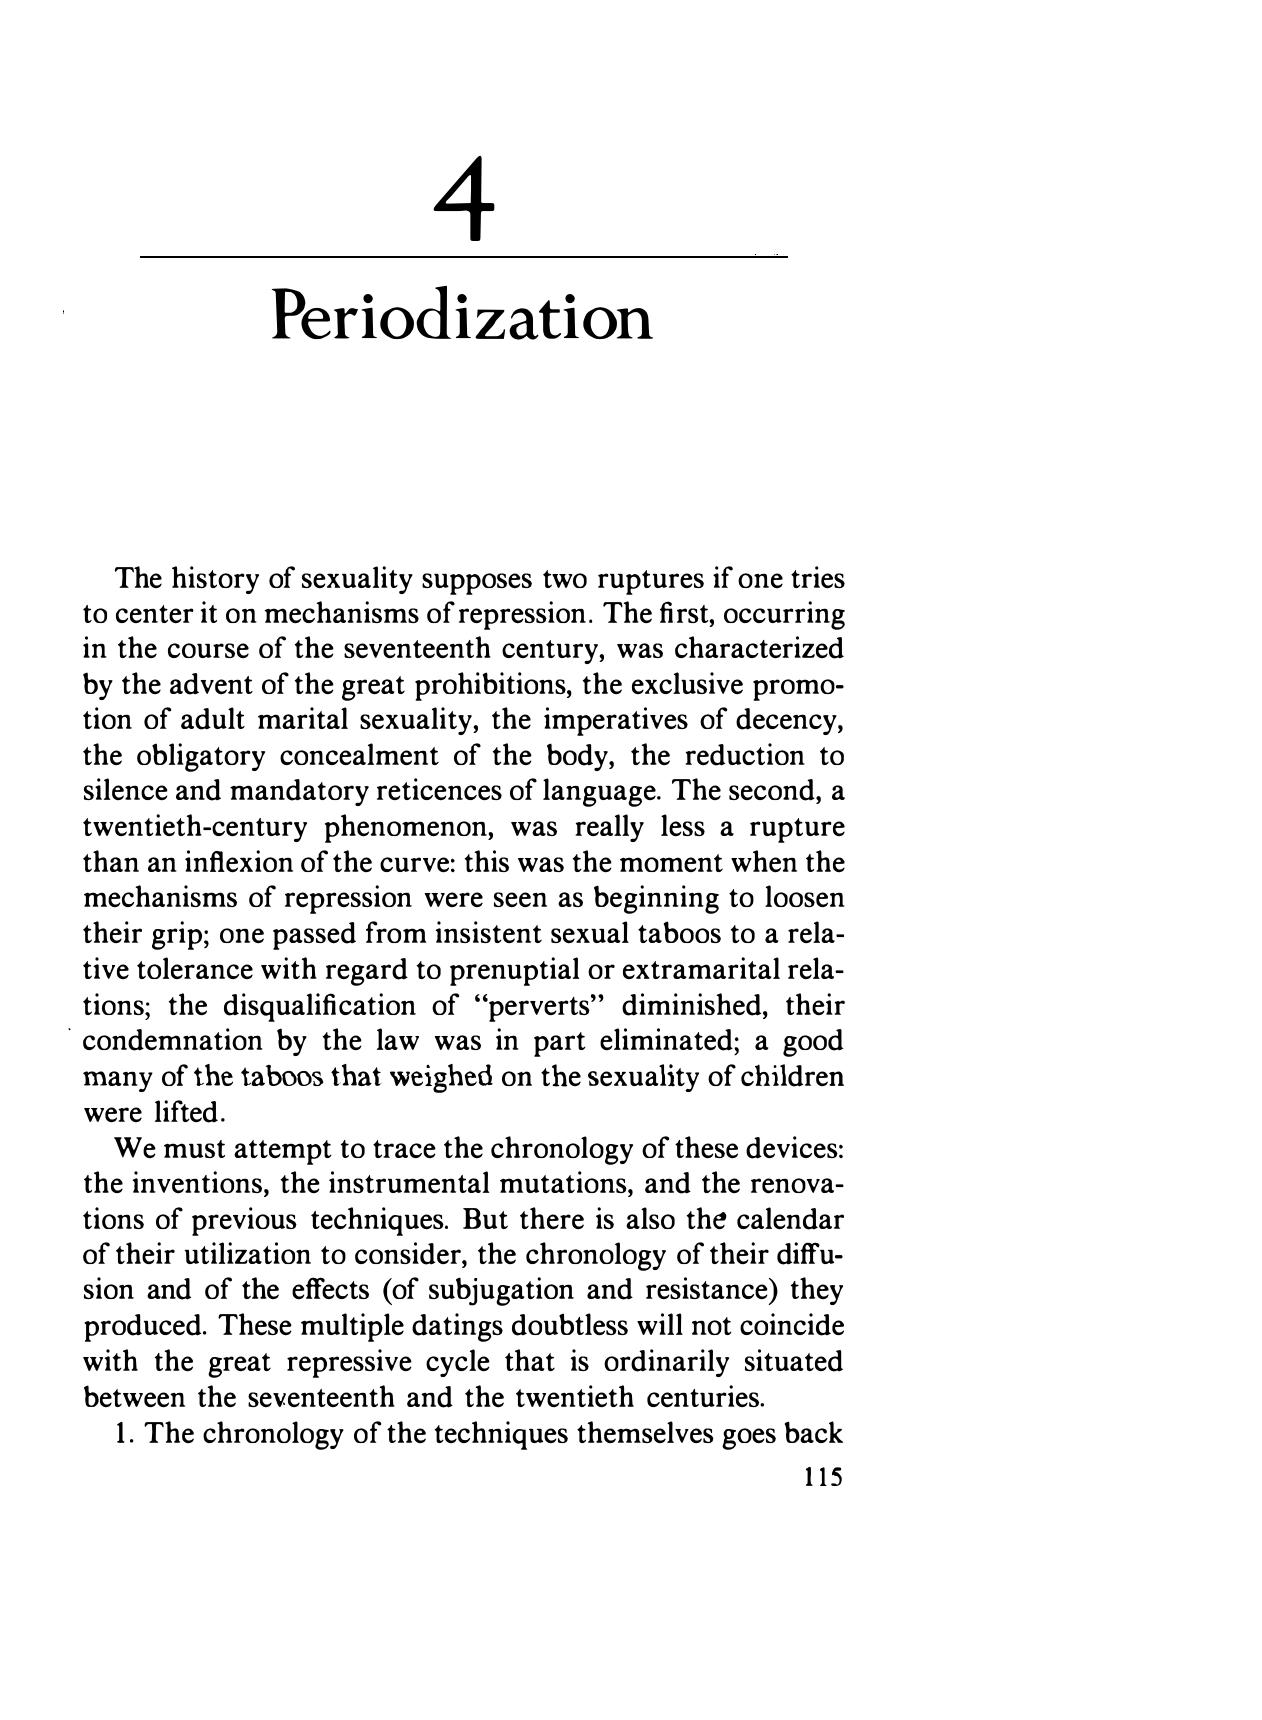 4
Periodization
The history of sexuality supposes two ruptures if one tries
to center it on mechanisms of repression. The first, occurring
in the course of the seventeenth century, was characterized
by the advent of the great prohibitions, the exclusive promo-
tion of adult marital sexuality, the imperatives of decency,
the obligatory concealment of the body, the reduction to
silence and mandatory reticences of language. The second, a
twentieth-century phenomenon, was really less a rupture
than an inflexion of the curve: this was the moment when the
mechanisms of repression were seen as beginning to loosen
their grip; one passed from insistent sexual taboos to a rela-
tive tolerance with regard to prenuptial or extramarital rela-
tions; the disqualification of “perverts” diminished, their
condemnation by the law was in part eliminated; a good
many of the taboos that weighed on the sexuality of children
were lifted.
We must attempt to trace the chronology of these devices:
the inventions, the instrumental mutations, and the renova-
tions of previous techniques. But there is also the calendar
of their utilization to consider, the chronology of their diffu-
sion and of the effects (of subjugation and resistance) they
produced. These multiple datings doubtless will not coincide
with the great repressive cycle that is ordinarily situated
between the seventeenth and the twentieth centuries.
1. The chronology of the techniques themselves goes back
115